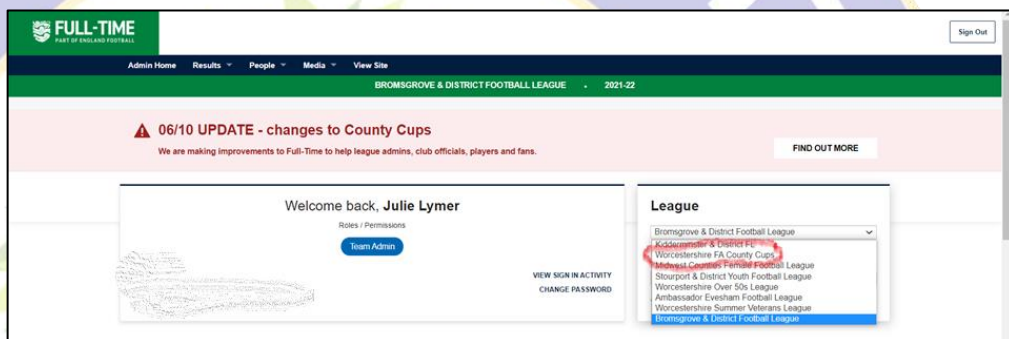 FULL-TIME
PART OF ENGLAND FOOTBALL
Sign Out
Admin Home Results People Media View Site
BROMSGROVE & DISTRICT FOOTBALL LEAGUE - 2021-22
06/10 UPDATE - changes to County Cups
We are making improvements to Full-Time to help league admins, club officials, players and fans.
FIND OUT MORE
Welcome back, Julie Lymer
Roles / Permissions
Team Admin
VIEW SIGN IN ACTIVITY
CHANGE PASSWORD
League
Bromsgrove & District Football League
Kidderminster & District FL
Worcestershire FA County Cups
Midwest Counties Female Football League
Stourport & District Youth Football League
Worcestershire Over 50s League
Ambassador Evesham Football League
Worcestershire Summer Veterans League
Bromsgrove & District Football League